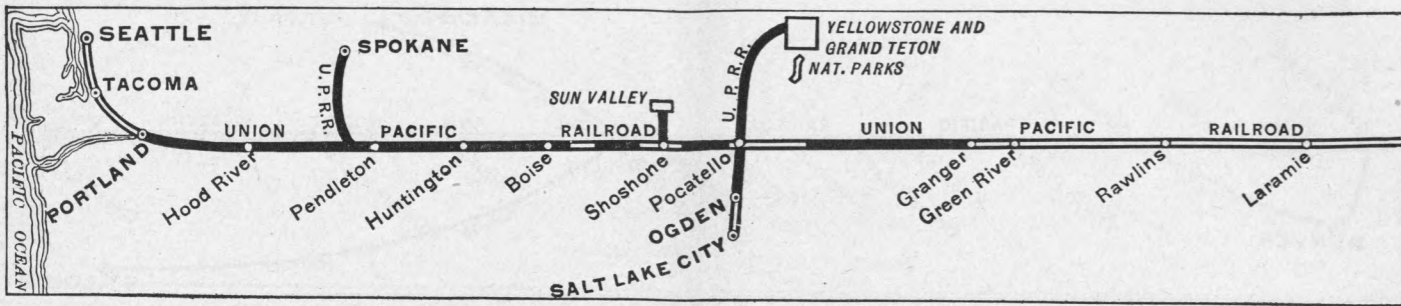 SEATTLE
TACOMA
PORTLAND
PACIFIC OCEAN
SPOKANE
U.P.R.R.
UNION PACIFIC RAILROAD
Hood River
Pendleton
Huntington
Boise
SUN VALLEY
Shoshone
Pocatello
U. P. R. R.
YELLOWSTONE AND
GRAND TETON
NAT. PARKS
OGDEN
SALT LAKE CITY
UNION PACIFIC RAILROAD
Granger
Green River
Rawlins
Laramie